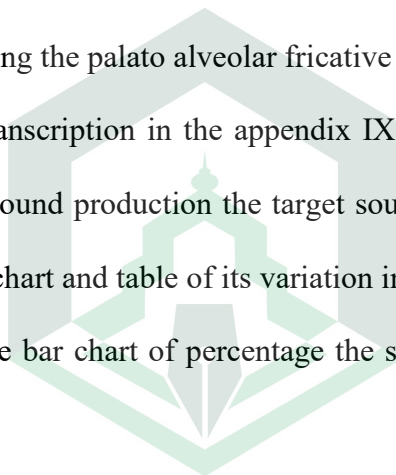 ng the palato alveolar fricative
anscription in the appendix IX
ound production the target sou
chart and table of its variation in
e bar chart of percentage the s